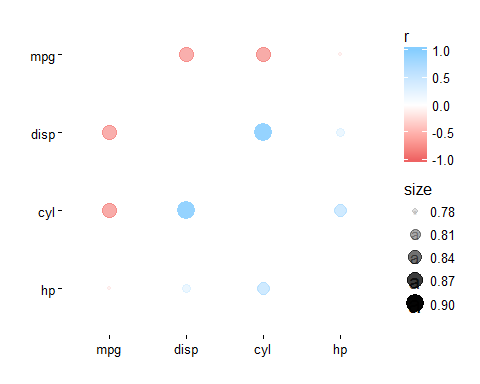 mpg
disp
cyl
hp
mpg disp cyl hp
r
1.0
0.5
0.0
-0.5
-1.0
size
0.78
a 0.81
a 0.84
a 0.87
a 0.90